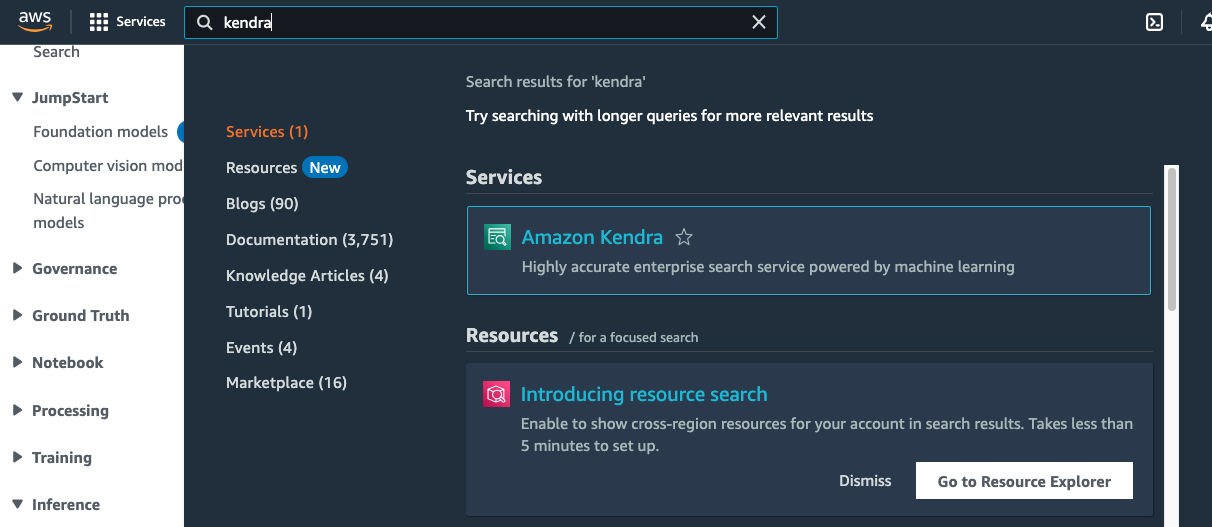 aws
Services
kendra
Search
JumpStart
Foundation models
Computer vision mod
Natural language pro
models
Governance
Ground Truth
Notebook
Processing
Training
Inference
Services (1)
Resources New
Blogs (90)
Documentation (3,751)
Knowledge Articles (4)
Tutorials (1)
Events (4)
Marketplace (16)
Search results for 'kendra'
Try searching with longer queries for more relevant results
Services
Amazon Kendra
Highly accurate enterprise search service powered by machine learning
Resources / for a focused search
Introducing resource search
Enable to show cross-region resources for your account in search results. Takes less than
5 minutes to set up.
Dismiss Go to Resource Explorer